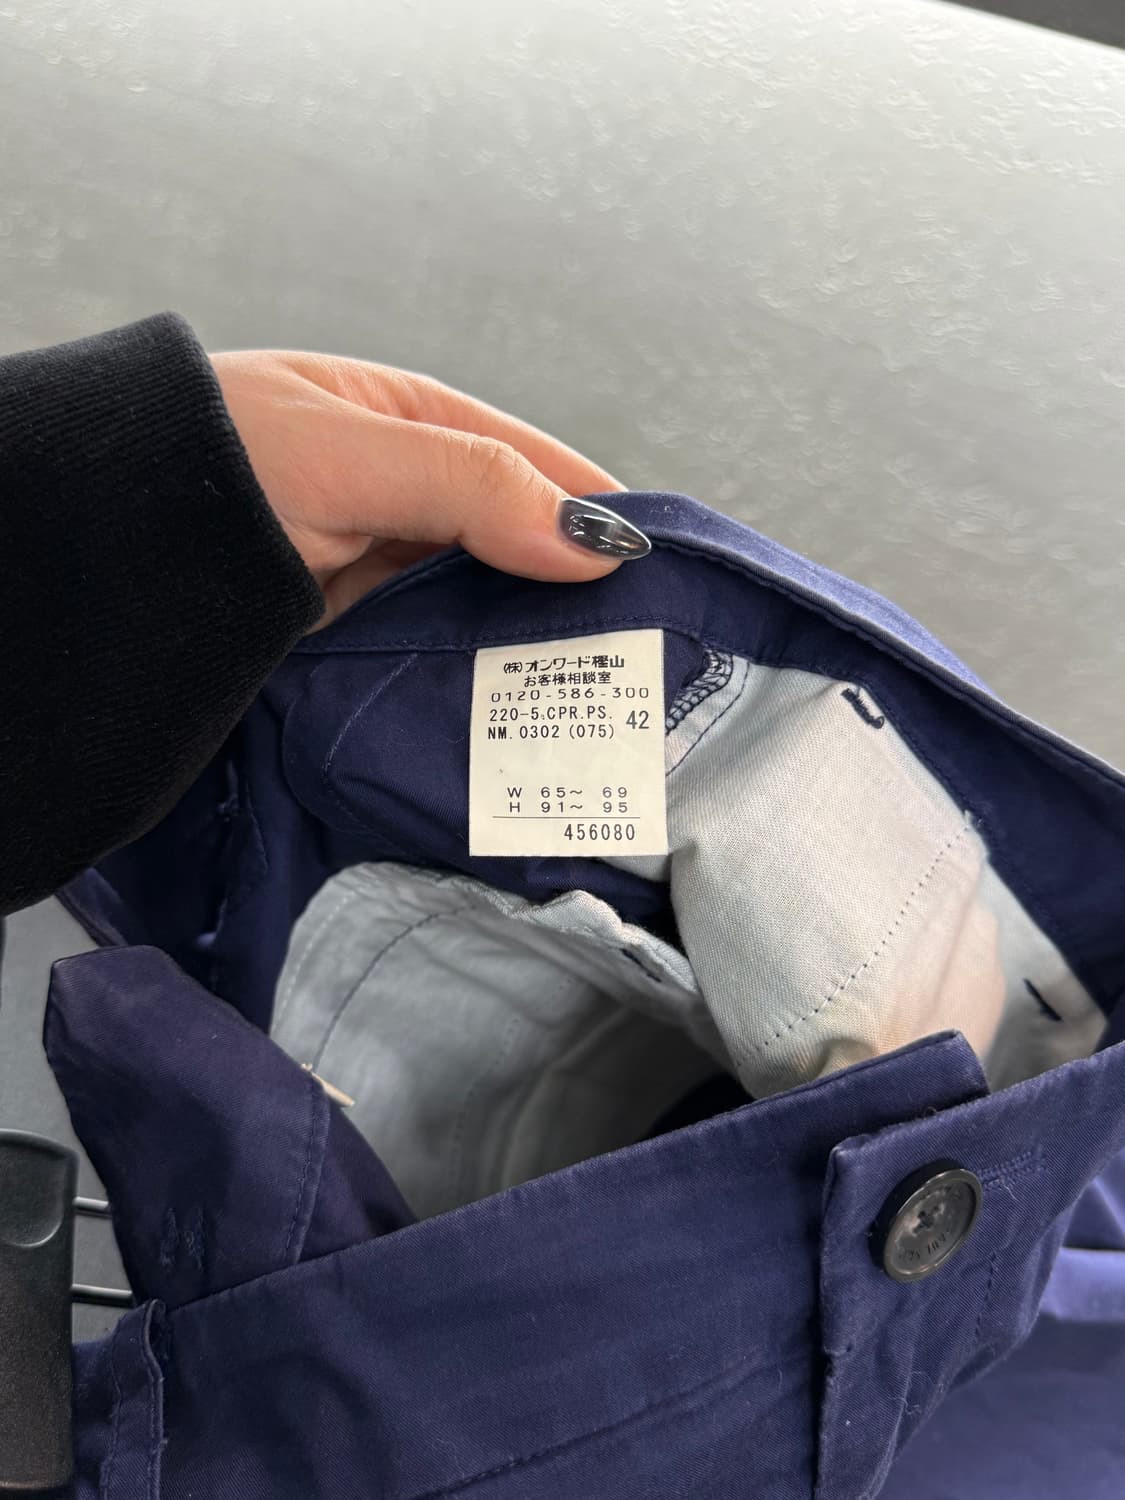 (株)オンワード樫山
お客様相談室
0120-586-300
220-5.CPR.PS. 42
NM. 0302 (075)
W 65~ 69
H 91~ 95
456080